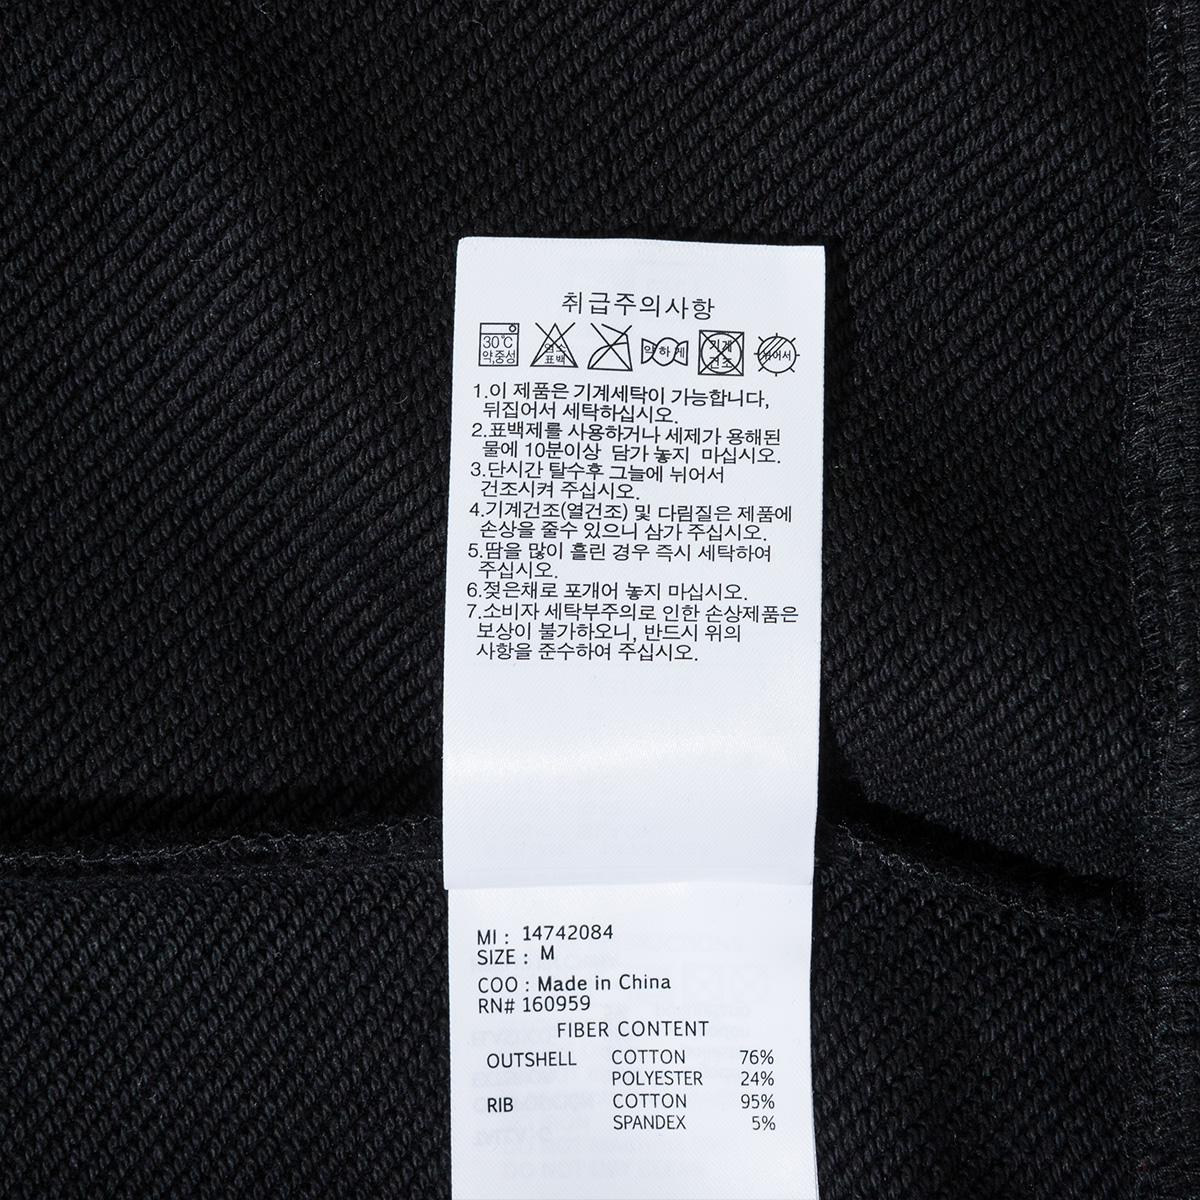 취급주의사항
30℃ 약,중성
염소 표백
약하게
기계 건조
뉘어서
1.이 제품은 기계세탁이 가능합니다,
뒤집어서 세탁하십시오.
2.표백제를 사용하거나 세제가 용해된
물에 10분이상 담가 놓지 마십시오.
3.단시간 탈수후 그늘에 뉘어서
건조시켜 주십시오.
4.기계건조(열건조) 및 다림질은 제품에
손상을 줄수 있으니 삼가 주십시오.
5.땀을 많이 흘린 경우 즉시 세탁하여
주십시오.
6.젖은채로 포개어 놓지 마십시오.
7.소비자 세탁부주의로 인한 손상제품은
보상이 불가하오니, 반드시 위의
사항을 준수하여 주십시오.
MI : 14742084
SIZE : M
COO : Made in China
RN# 160959
FIBER CONTENT
OUTSHELL COTTON 76%
POLYESTER 24%
RIB COTTON 95%
SPANDEX 5%